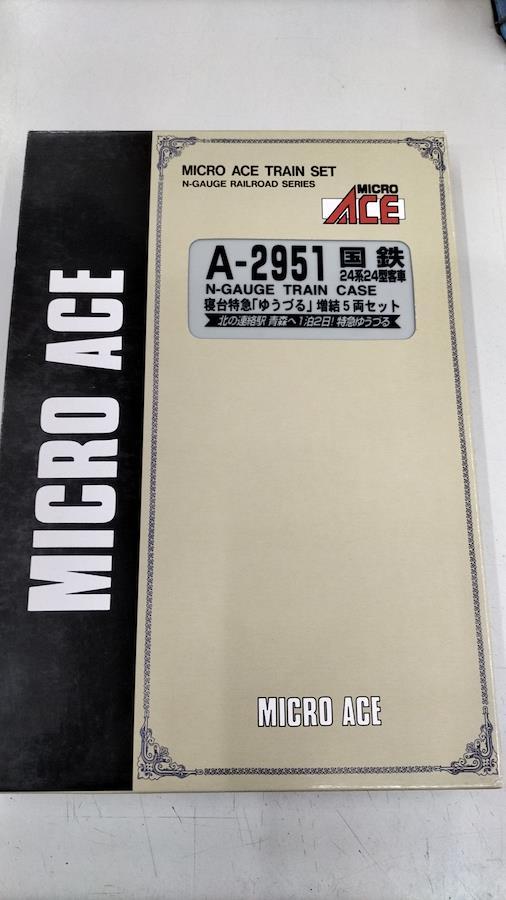 MICRO ACE
MICRO ACE TRAIN SET
N-GAUGE RAILROAD SERIES
MICRO
ACE
A-2951 国鉄
24系24型客車
N-GAUGE TRAIN CASE
寝台特急「ゆうづる」増結5両セット
北の連絡駅 青森へ1泊2日!特急ゆうづる
MICRO ACE